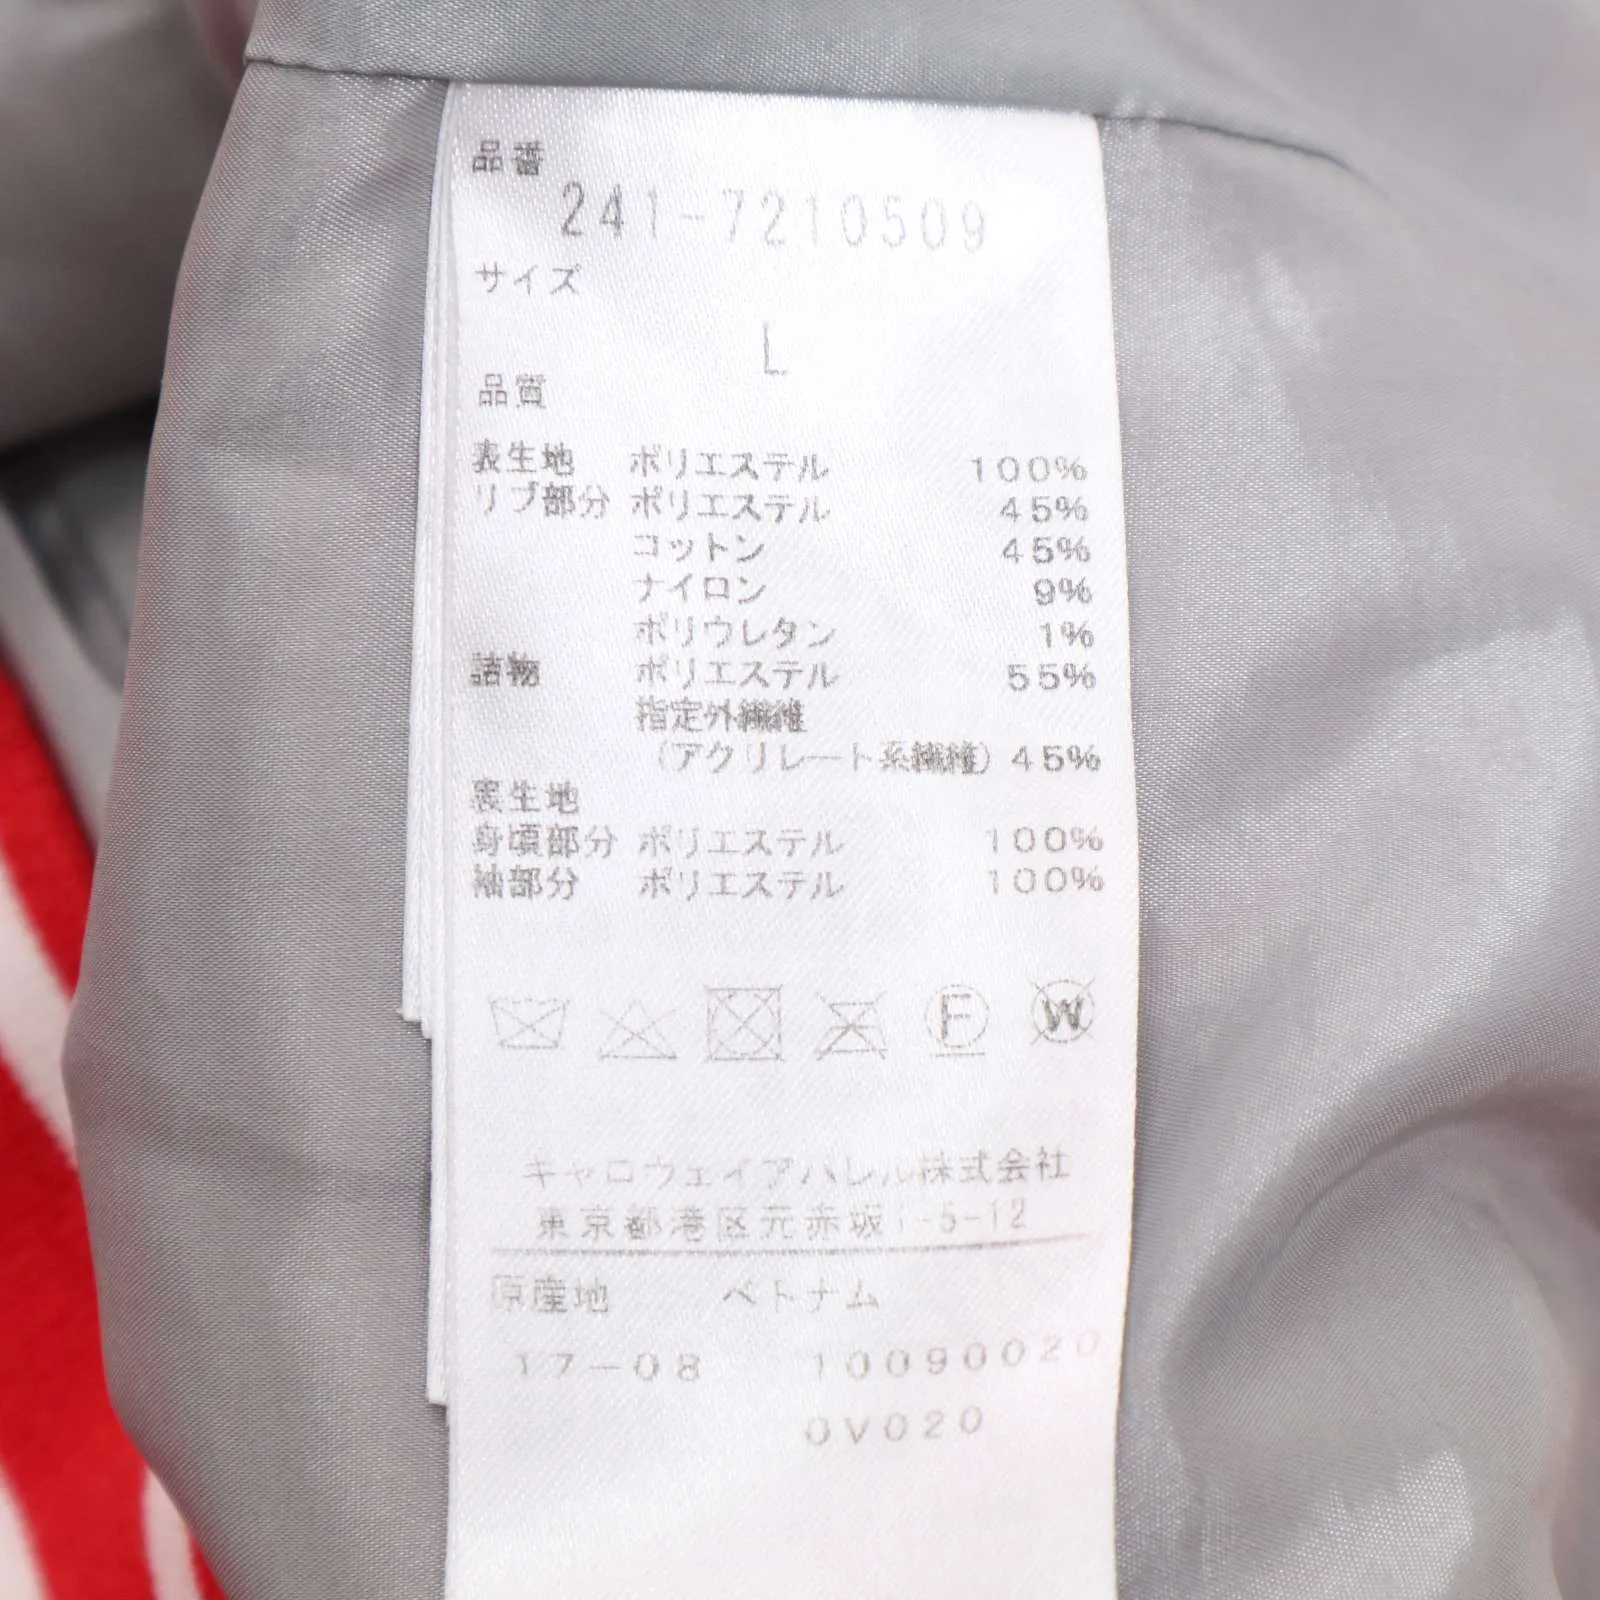 品番
241-7210509
サイズ
L
品質
表生地 ポリエステル 100%
リブ部分 ポリエステル 45%
コットン 45%
ナイロン 9%
ポリウレタン 1%
詰物 ポリエステル 55%
指定外繊維
(アクリレート系繊維) 45%
裏生地
身頃部分 ポリエステル 100%
袖部分 ポリエステル 100%
F W
キャロウェイアパレル株式会社
東京都港区元赤坂1-5-12
原産地 ベトナム
17-08 10090020
0V020